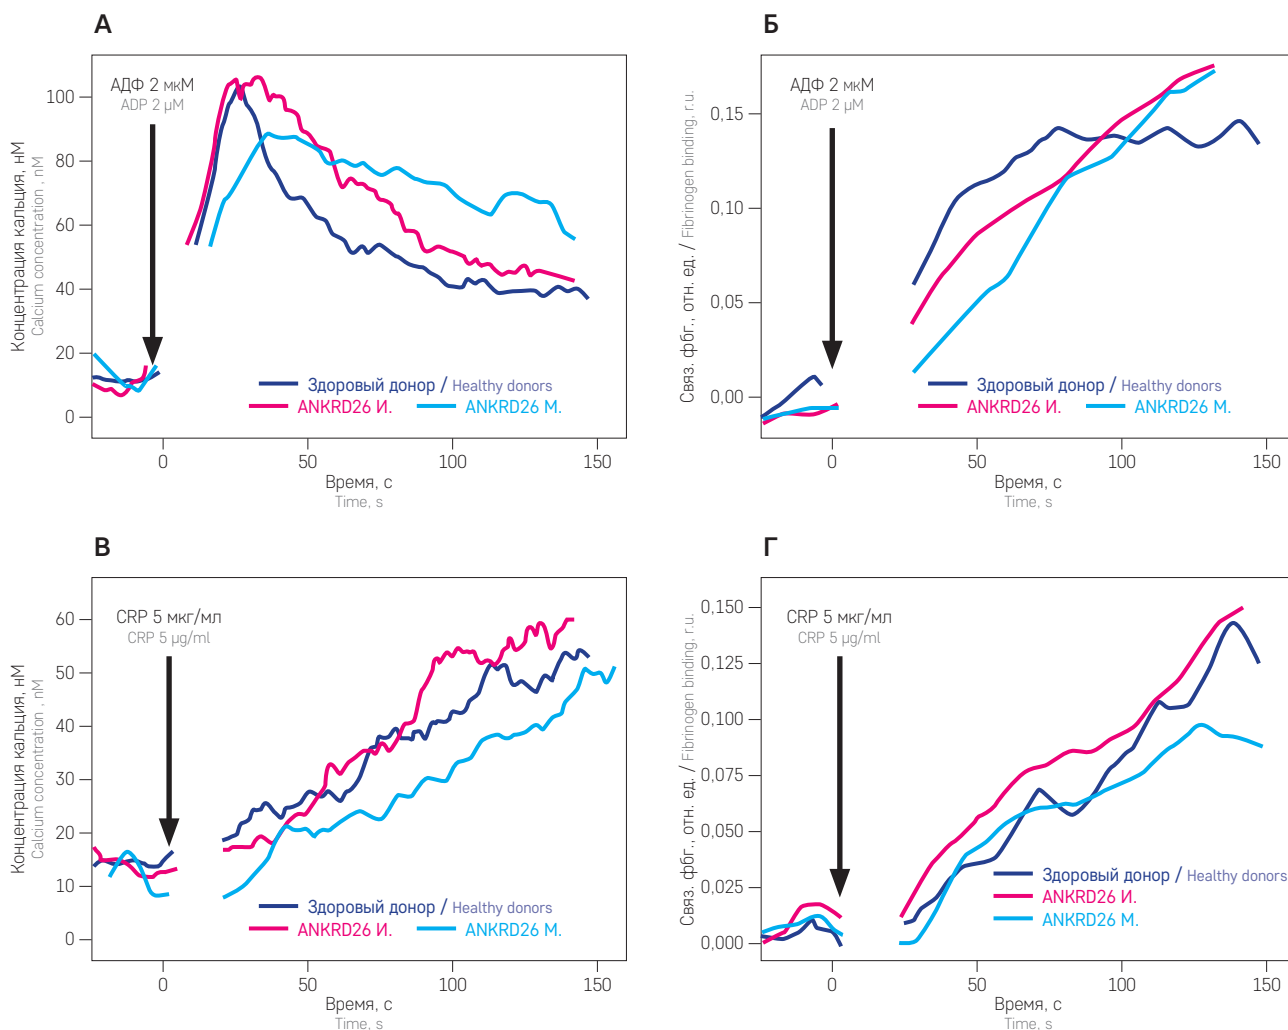 А
Концентрация кальция, нМ
Calcium concentration , nM
100
80
60
40
20
0
АДФ 2 мкМ
ADP 2 µM
Здоровый донор / Healthy donors
ANKRD26 И.
ANKRD26 М.
0
50
100
150
Время, с
Time, s
Б
Связ. фбг., отн. ед. / Fibrinogen binding, r.u.
0,15
0,10
0,05
0,00
АДФ 2 мкМ
ADP 2 µM
Здоровый донор / Healthy donors
ANKRD26 И.
ANKRD26 М.
0
50
100
150
Время, с
Time, s
В
Концентрация кальция, нМ
Calcium concentration , nM
60
50
40
30
20
10
0
CRP 5 мкг/мл
CRP 5 µg/ml
Здоровый донор / Healthy donors
ANKRD26 И.
ANKRD26 М.
0
50
100
150
Время, с
Time, s
Г
Связ. фбг., отн. ед. / Fibrinogen binding, r.u.
0,150
0,125
0,100
0,075
0,050
0,025
0,000
CRP 5 мкг/мл
CRP 5 µg/ml
Здоровый донор / Healthy donors
ANKRD26 И.
ANKRD26 М.
0
50
100
150
Время, с
Time, s